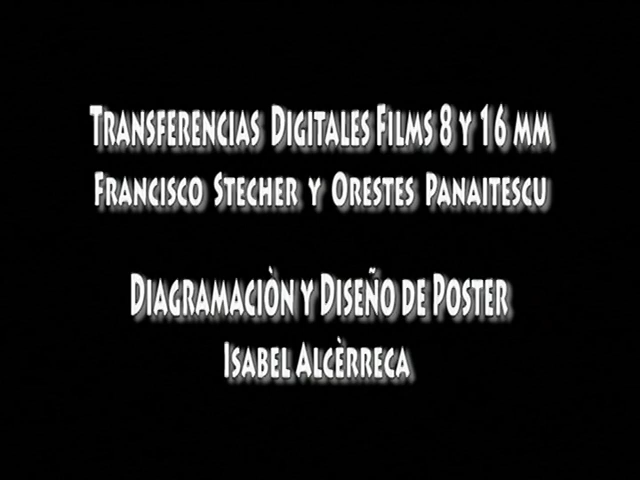 Transferencias Digitales Films 8 y 16 mm
Francisco Stecher y Orestes Panaitescu
Diagramaciòn y Diseño de Poster
Isabel Alcèrreca